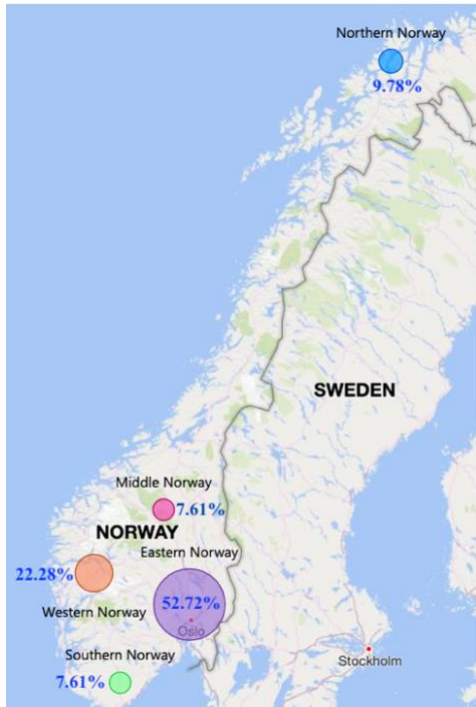 Northern Norway
9.78%
SWEDEN
Middle Norway
7.61%
NORWAY
Eastern Norway
22.28%
52.72%
Western Norway
Oslo
Southern Norway
Stockholm
7.61%